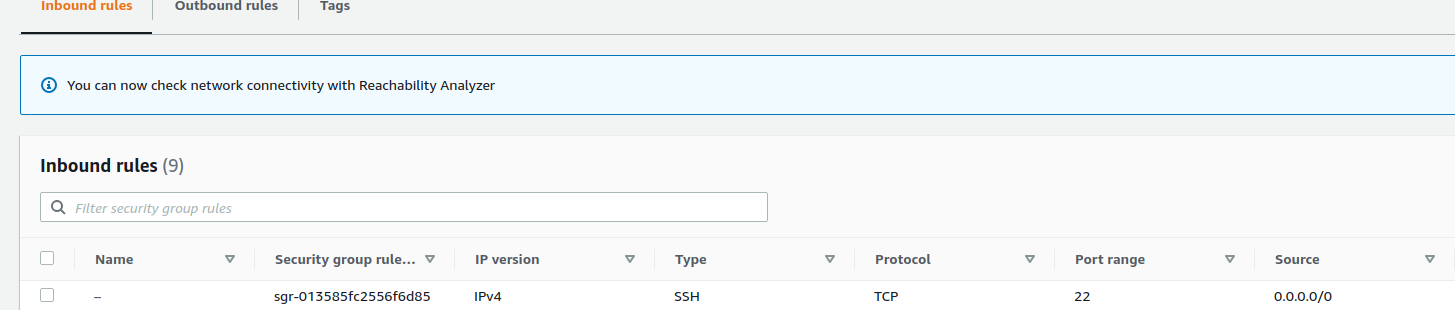 Inbound rules Outbound rules Tags
You can now check network connectivity with Reachability Analyzer
Inbound rules (9)
Filter security group rules
Name Security group rule... IP version Type Protocol Port range Source
– sgr-013585fc2556f6d85 IPv4 SSH TCP 22 0.0.0.0/0